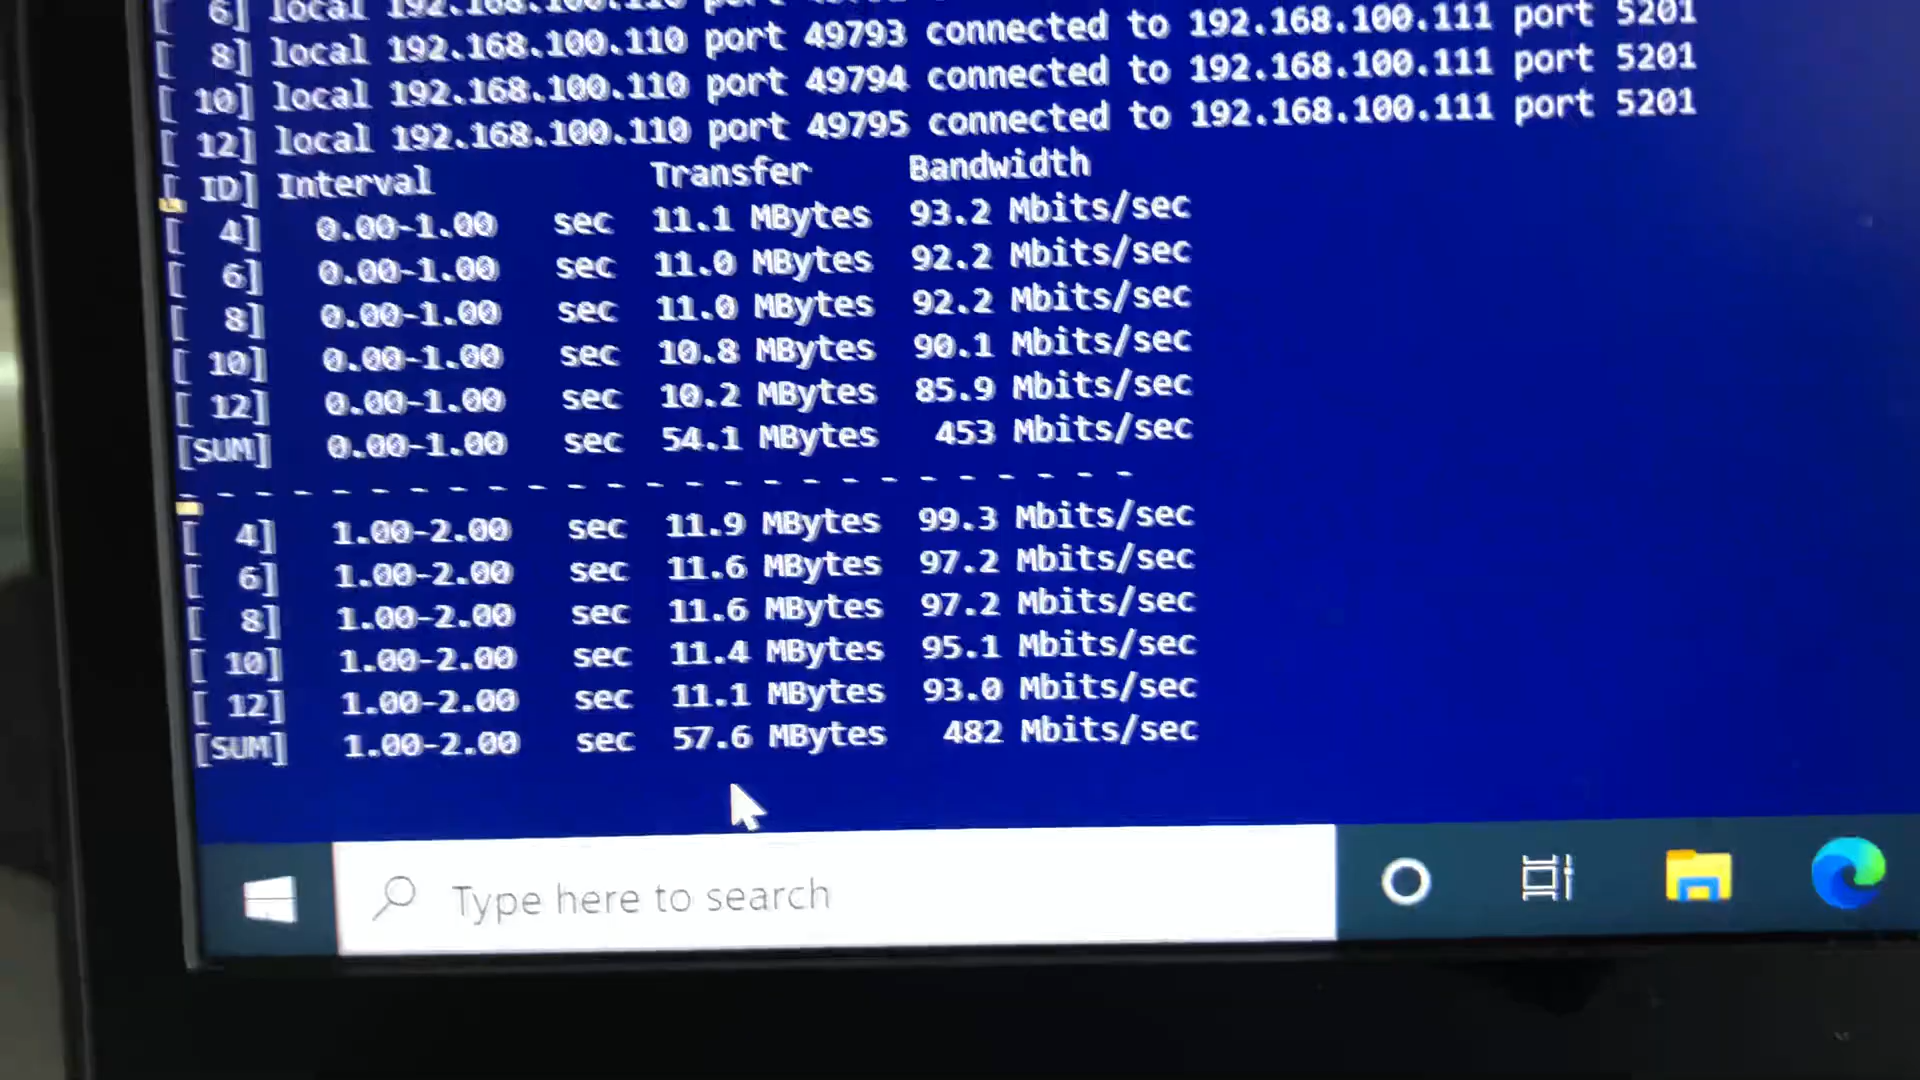 [ 6] local 192.168.100.110 port
[ 8] local 192.168.100.110 port 49793 connected to 192.168.100.111 port 5201
[ 10] local 192.168.100.110 port 49794 connected to 192.168.100.111 port 5201
[ 12] local 192.168.100.110 port 49795 connected to 192.168.100.111 port 5201
[ ID] Interval Transfer Bandwidth
[ 4] 0.00-1.00 sec 11.1 MBytes 93.2 Mbits/sec
[ 6] 0.00-1.00 sec 11.0 MBytes 92.2 Mbits/sec
[ 8] 0.00-1.00 sec 11.0 MBytes 92.2 Mbits/sec
[ 10] 0.00-1.00 sec 10.8 MBytes 90.1 Mbits/sec
[ 12] 0.00-1.00 sec 10.2 MBytes 85.9 Mbits/sec
[SUM] 0.00-1.00 sec 54.1 MBytes 453 Mbits/sec
- - - - - - - - - - - - - - - - - - - - - - - - -
[ 4] 1.00-2.00 sec 11.9 MBytes 99.3 Mbits/sec
[ 6] 1.00-2.00 sec 11.6 MBytes 97.2 Mbits/sec
[ 8] 1.00-2.00 sec 11.6 MBytes 97.2 Mbits/sec
[ 10] 1.00-2.00 sec 11.4 MBytes 95.1 Mbits/sec
[ 12] 1.00-2.00 sec 11.1 MBytes 93.0 Mbits/sec
[SUM] 1.00-2.00 sec 57.6 MBytes 482 Mbits/sec
Type here to search